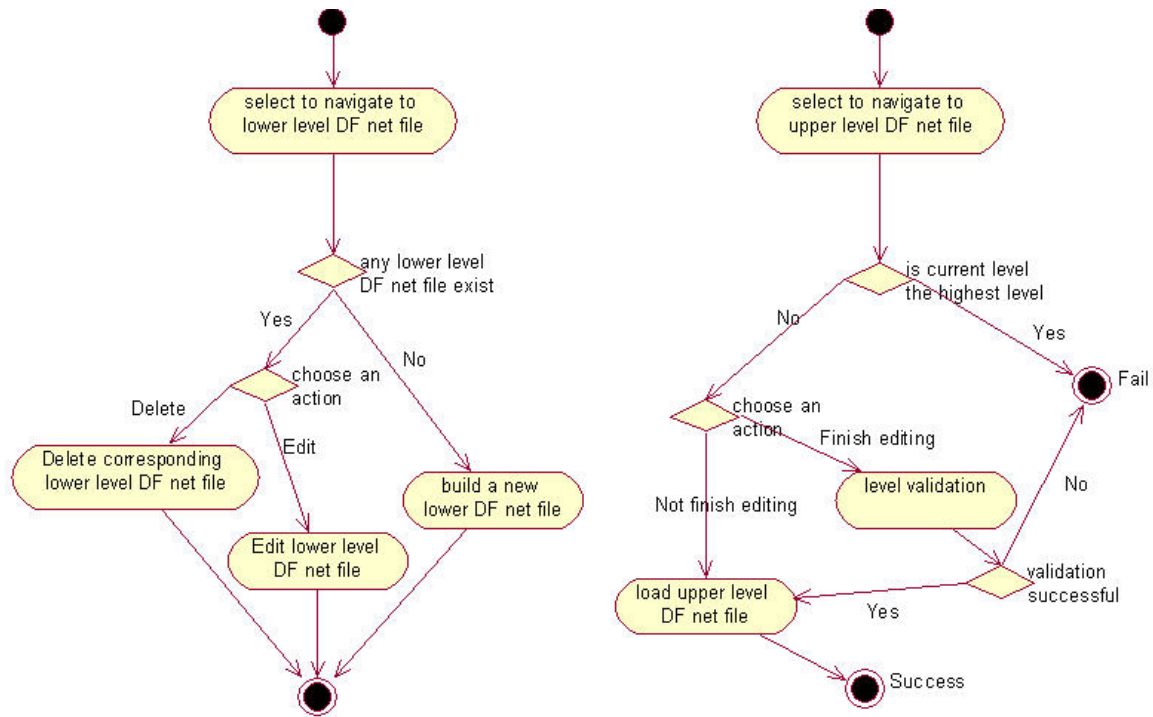 select to navigate to
lower level DF net file
any lower level
DF net file exist
Yes
No
choose an
action
Delete
Edit
Delete corresponding
lower level DF net file
build a new
lower DF net file
Edit lower level
DF net file
select to navigate to
upper level DF net file
is current level
the highest level
No
Yes
Fail
choose an
action
Finish editing
level validation
No
Not finish editing
validation
successful
load upper level
DF net file
Yes
Success